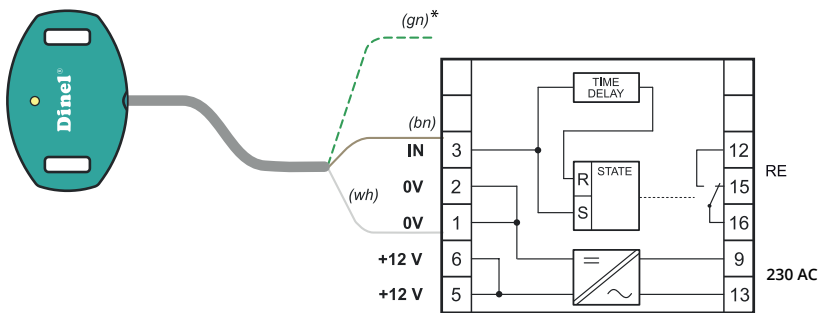 Dinel®
(gn)*
(bn)
(wh)
IN 3
0V 2
0V 1
+12 V 6
+12 V 5
TIME
DELAY
R STATE
S
12
15 RE
16
9
13 230 AC